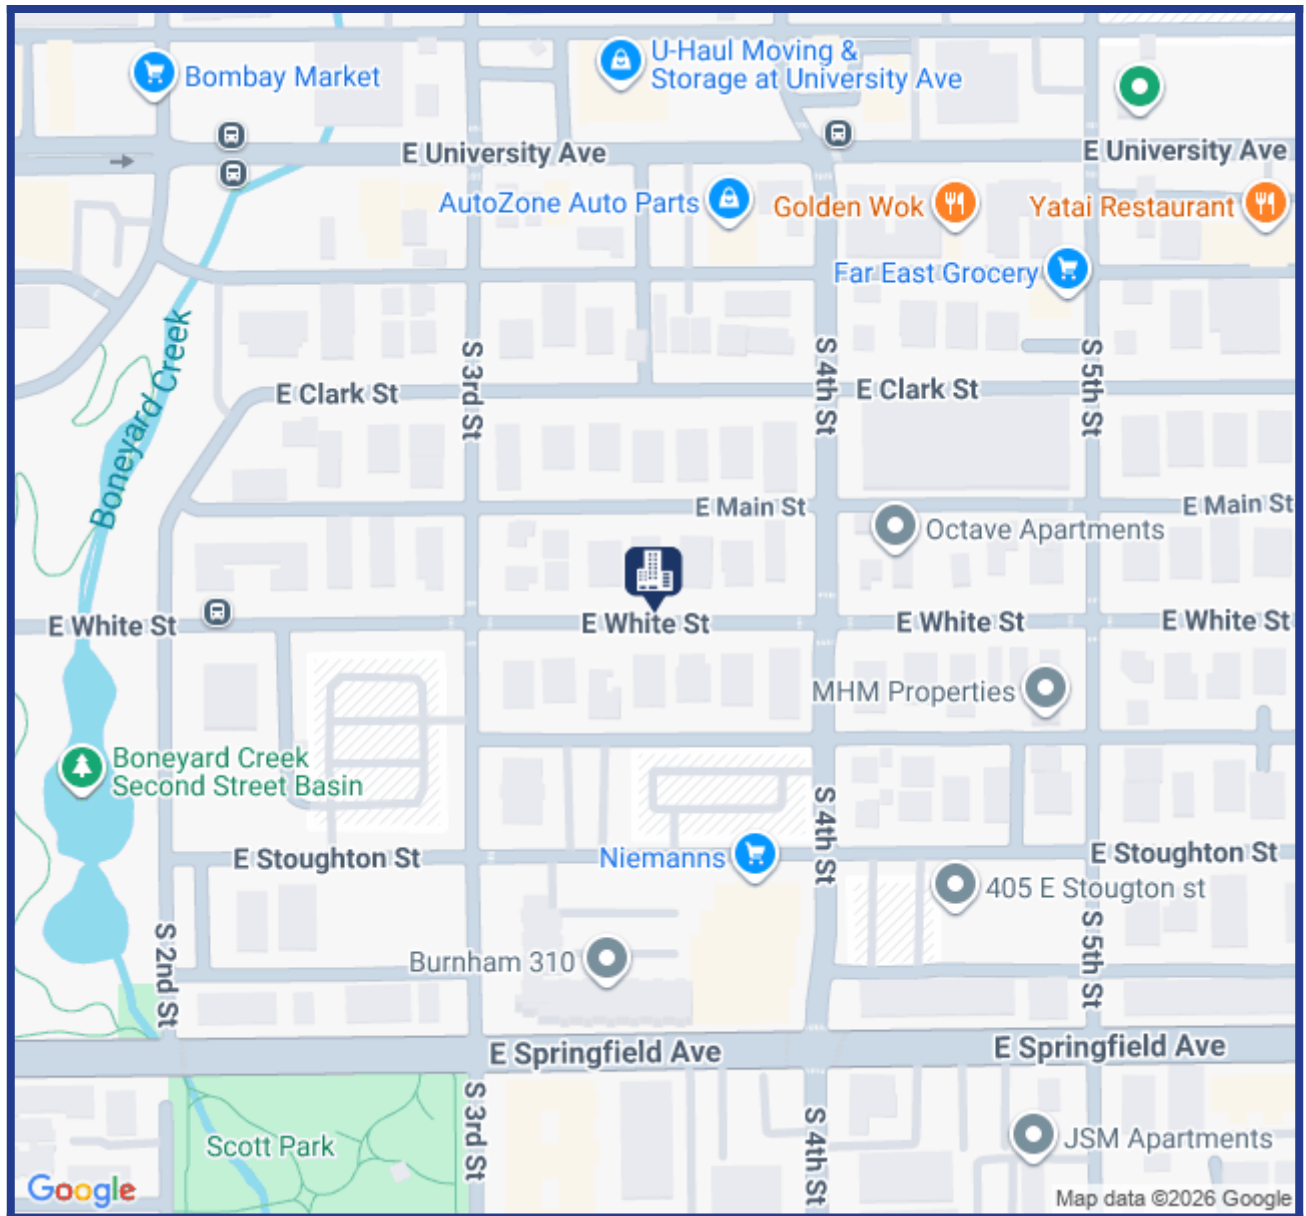 U-Haul Moving &
Storage at University Ave
Bombay Market
E University Ave
E University Ave
AutoZone Auto Parts
Golden Wok
Yatai Restaurant
Far East Grocery
Boneyard Creek
S 3rd St
S 4th St
S 5th St
E Clark St
E Clark St
E Main St
E Main St
Octave Apartments
E White St
E White St
E White St
E White St
MHM Properties
Boneyard Creek
Second Street Basin
S 4th St
E Stoughton St
Niemanns
E Stoughton St
405 E Stougton st
S 2nd St
Burnham 310
S 5th St
E Springfield Ave
E Springfield Ave
S 3rd St
S 4th St
Scott Park
JSM Apartments
Google
Map data ©2026 Google